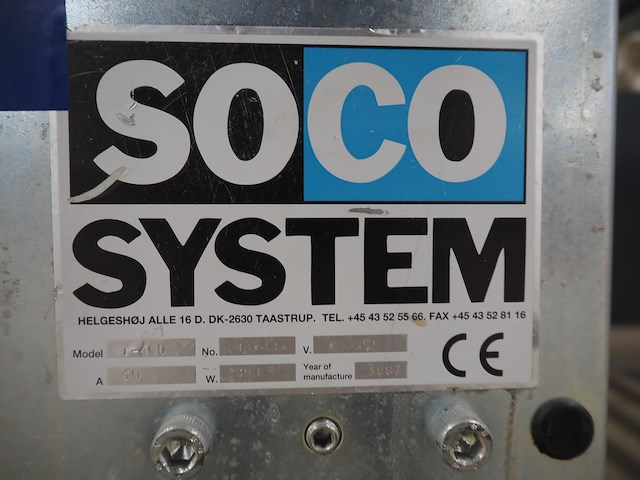 SOCO
SYSTEM
HELGESHØJ ALLE 16 D. DK-2630 TAASTRUP. TEL. +45 43 52 55 66. FAX +45 43 52 81 16
Model No. V.
A W. Year of manufacture
CE